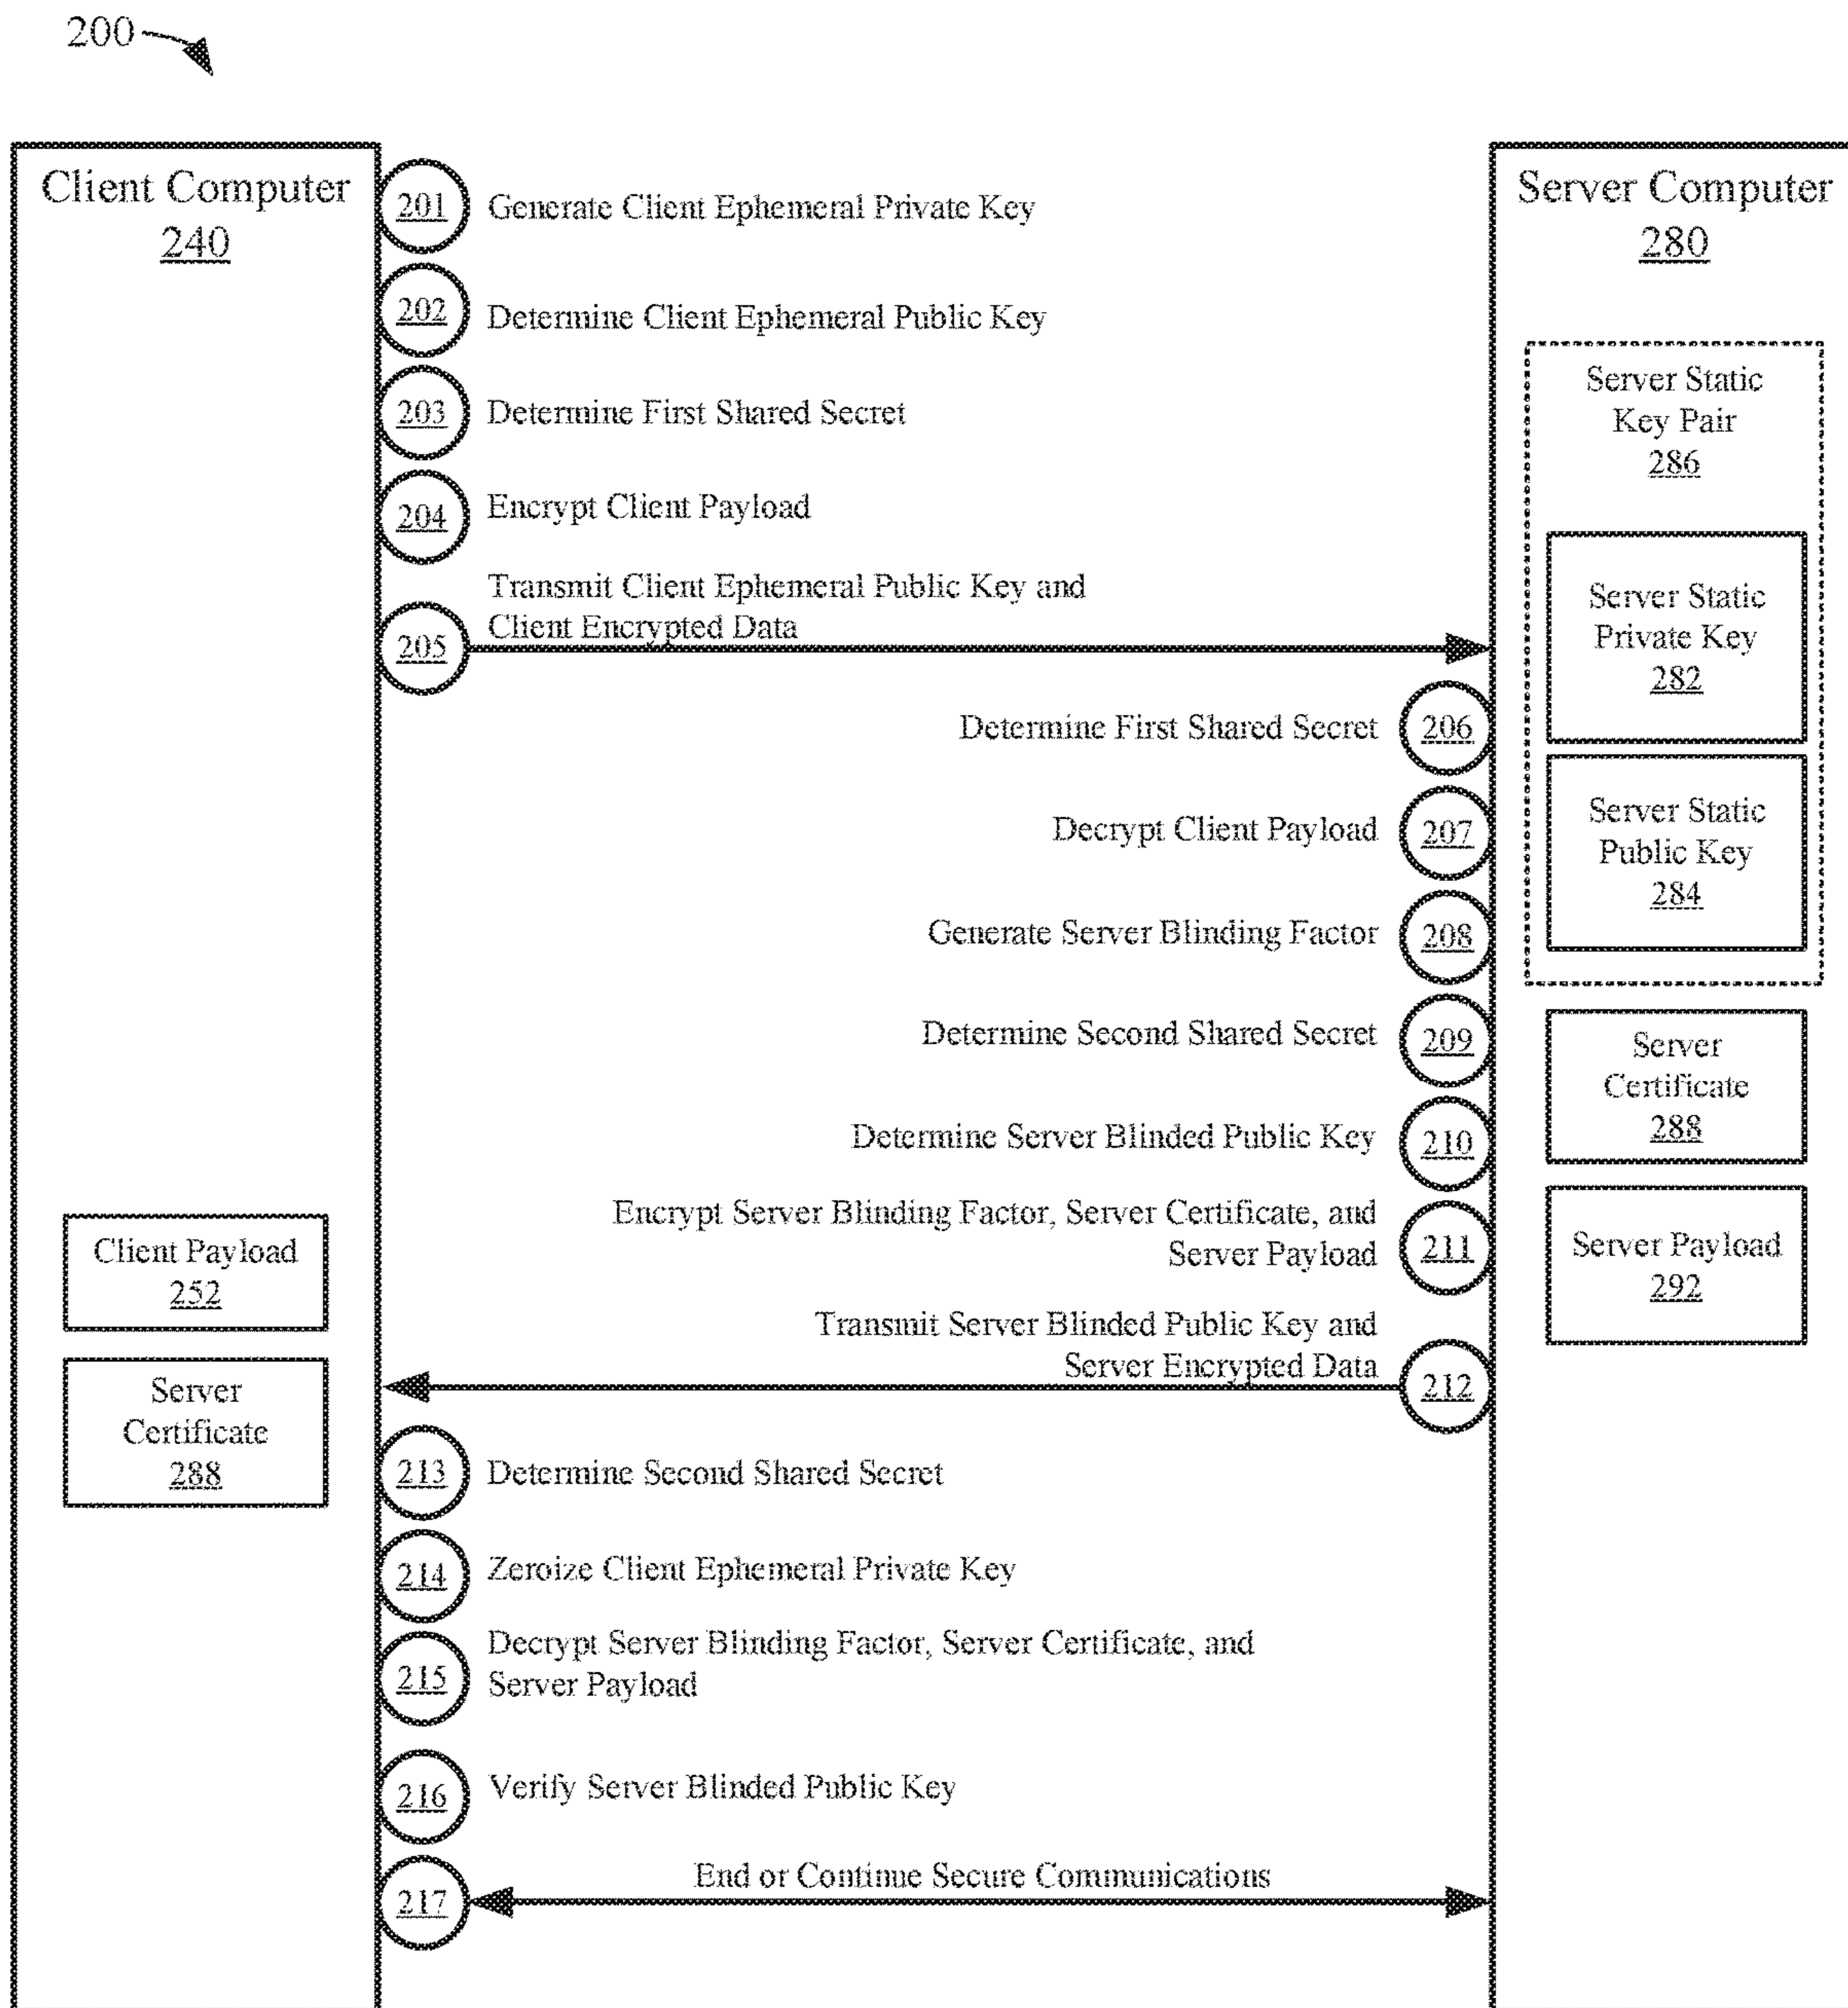 200
Client Computer
240
201
Generate Client Ephemeral Private Key
202
Determine Client Ephemeral Public Key
203
Determine First Shared Secret
204
Encrypt Client Payload
Transmit Client Ephemeral Public Key and
Client Encrypted Data
205
Determine First Shared Secret
206
Decrypt Client Payload
207
Generate Server Blinding Factor
208
Determine Second Shared Secret
209
Determine Server Blinded Public Key
210
Encrypt Server Blinding Factor, Server Certificate, and
Server Payload
211
Transmit Server Blinded Public Key and
Server Encrypted Data
212
213
Determine Second Shared Secret
214
Zeroize Client Ephemeral Private Key
Decrypt Server Blinding Factor, Server Certificate, and
Server Payload
215
216
Verify Server Blinded Public Key
End or Continue Secure Communications
217
Client Payload
252
Server
Certificate
288
Server Computer
280
Server Static
Key Pair
286
Server Static
Private Key
282
Server Static
Public Key
284
Server
Certificate
288
Server Payload
292